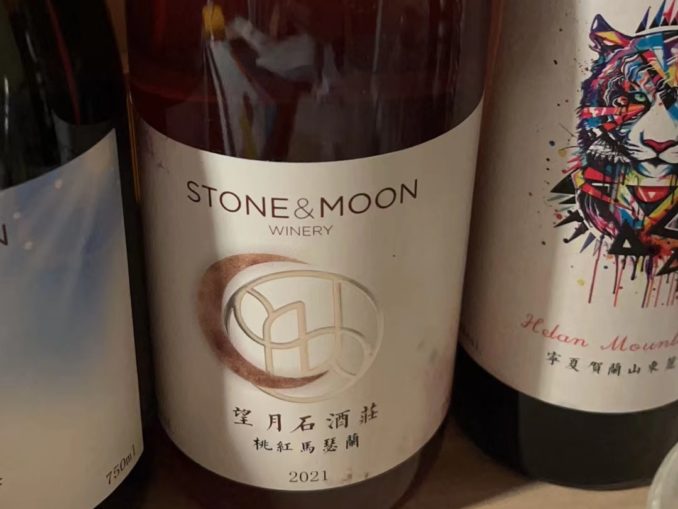 STONE&MOON
WINERY
望月石酒莊
桃紅馬瑟蘭
2021
750ml
Helan Mount
寧夏賀蘭山東麓